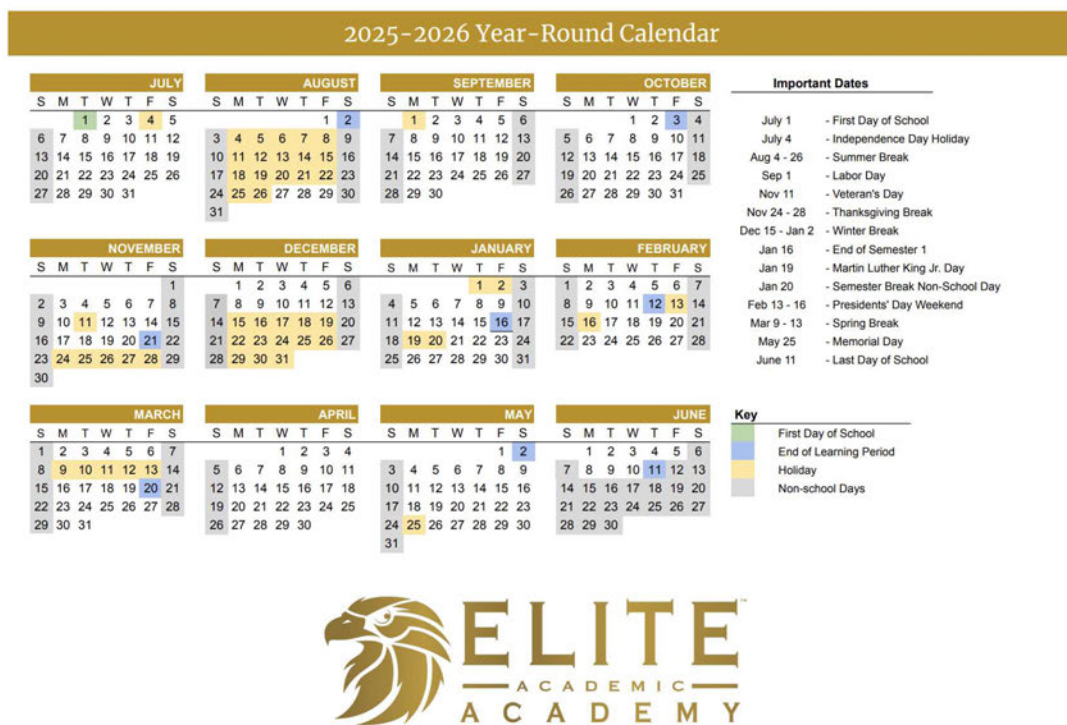 2025-2026 Year-Round Calendar
JULY
S M T W T F S
1 2 3 4 5
6 7 8 9 10 11 12
13 14 15 16 17 18 19
20 21 22 23 24 25 26
27 28 29 30 31
AUGUST
S M T W T F S
1 2
3 4 5 6 7 8 9
10 11 12 13 14 15 16
17 18 19 20 21 22 23
24 25 26 27 28 29 30
31
SEPTEMBER
S M T W T F S
1 2 3 4 5 6
7 8 9 10 11 12 13
14 15 16 17 18 19 20
21 22 23 24 25 26 27
28 29 30
OCTOBER
S M T W T F S
1 2 3 4
5 6 7 8 9 10 11
12 13 14 15 16 17 18
19 20 21 22 23 24 25
26 27 28 29 30 31
NOVEMBER
S M T W T F S
1
2 3 4 5 6 7 8
9 10 11 12 13 14 15
16 17 18 19 20 21 22
23 24 25 26 27 28 29
30
DECEMBER
S M T W T F S
1 2 3 4 5 6
7 8 9 10 11 12 13
14 15 16 17 18 19 20
21 22 23 24 25 26 27
28 29 30 31
JANUARY
S M T W T F S
1 2 3
4 5 6 7 8 9 10
11 12 13 14 15 16 17
18 19 20 21 22 23 24
25 26 27 28 29 30 31
FEBRUARY
S M T W T F S
1 2 3 4 5 6 7
8 9 10 11 12 13 14
15 16 17 18 19 20 21
22 23 24 25 26 27 28
MARCH
S M T W T F S
1 2 3 4 5 6 7
8 9 10 11 12 13 14
15 16 17 18 19 20 21
22 23 24 25 26 27 28
29 30 31
APRIL
S M T W T F S
1 2 3 4
5 6 7 8 9 10 11
12 13 14 15 16 17 18
19 20 21 22 23 24 25
26 27 28 29 30
MAY
S M T W T F S
1 2
3 4 5 6 7 8 9
10 11 12 13 14 15 16
17 18 19 20 21 22 23
24 25 26 27 28 29 30
31
JUNE
S M T W T F S
1 2 3 4 5 6
7 8 9 10 11 12 13
14 15 16 17 18 19 20
21 22 23 24 25 26 27
28 29 30
Important Dates
July 1 - First Day of School
July 4 - Independence Day Holiday
Aug 4 - 26 - Summer Break
Sep 1 - Labor Day
Nov 11 - Veteran's Day
Nov 24 - 28 - Thanksgiving Break
Dec 15 - Jan 2 - Winter Break
Jan 16 - End of Semester 1
Jan 19 - Martin Luther King Jr. Day
Jan 20 - Semester Break Non-School Day
Feb 13 - 16 - Presidents' Day Weekend
Mar 9 - 13 - Spring Break
May 25 - Memorial Day
June 11 - Last Day of School
Key
First Day of School
End of Learning Period
Holiday
Non-school Days
ELITE™
ACADEMIC
ACADEMY